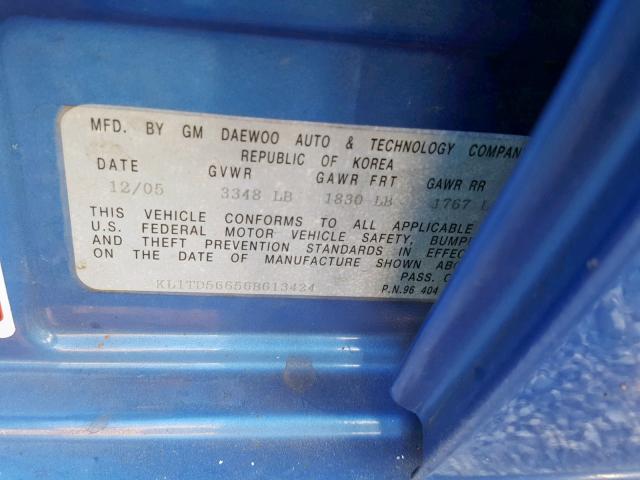 MFD. BY GM DAEWOO AUTO & TECHNOLOGY COMPAN
REPUBLIC OF KOREA
DATE GVWR GAWR FRT GAWR RR
12/05 3348 LB 1830 LB 1767 L
THIS VEHICLE CONFORMS TO ALL APPLICABLE
U.S. FEDERAL MOTOR VEHICLE SAFETY, BUMP
AND THEFT PREVENTION STANDARDS IN EFFEC
ON THE DATE OF MANUFACTURE SHOWN ABO
PASS. C
KL1TD56656B613424 P.N.96 404